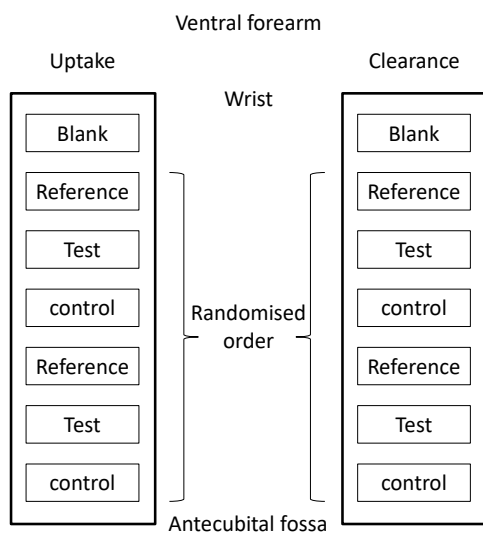 Ventral forearm
Uptake
Clearance
Wrist
Blank
Reference
Test
control
Reference
Test
control
Randomised
order
Blank
Reference
Test
control
Reference
Test
control
Antecubital fossa